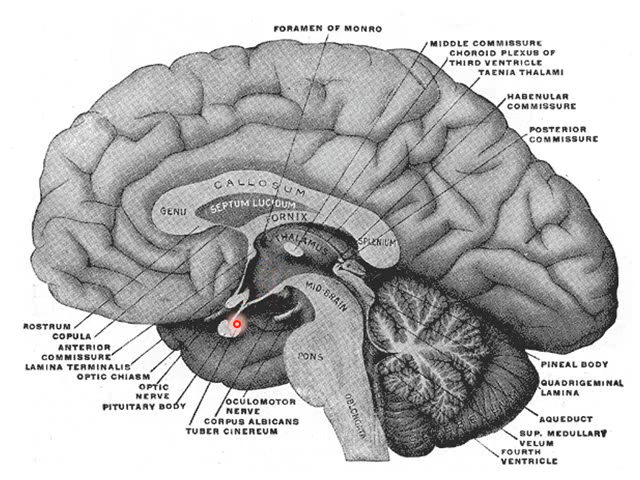 FORAMEN OF MONRO
MIDDLE COMMISSURE
CHOROID PLEXUS OF
THIRD VENTRICLE
TAENIA THALAMI
HABENULAR
COMMISSURE
POSTERIOR
COMMISSURE
CALLOSUM
SEPTUM LUCIDUM
GENU
FORNIX
THALAMUS
SPLENIUM
MID-BRAIN
PONS
OBLONGATA
ROSTRUM
COPULA
ANTERIOR
COMMISSURE
LAMINA TERMINALIS
OPTIC CHIASM
OPTIC
NERVE
PITUITARY BODY
OCULOMOTOR
NERVE
CORPUS ALBICANS
TUBER CINEREUM
PINEAL BODY
QUADRIGEMINAL
LAMINA
AQUEDUCT
SUP. MEDULLARY
VELUM
FOURTH
VENTRICLE